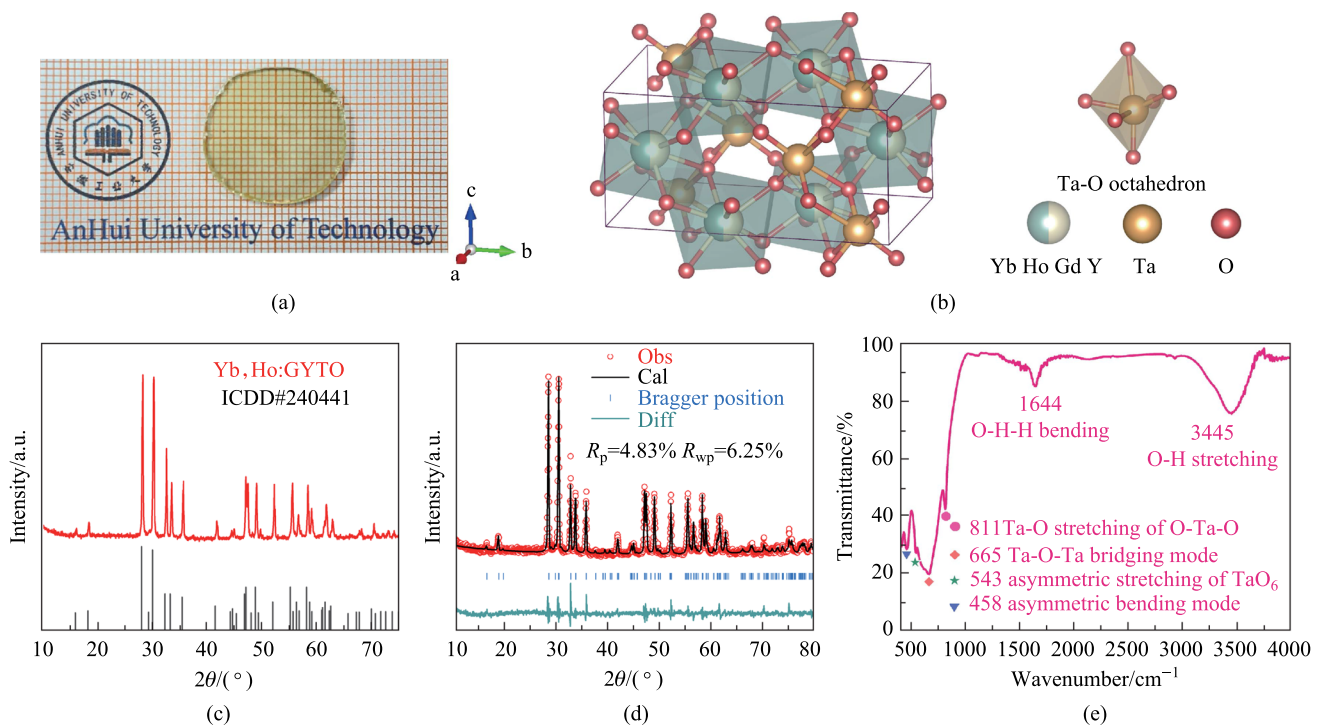 ANHUI UNIVERSITY OF TECHNOLOGY
AnHui University of Technology
c
b
a
(a)
Ta-O octahedron
Yb Ho Gd Y
Ta
O
(b)
Yb,Ho:GYTO
ICDD#240441
Intensity/a.u.
10 20 30 40 50 60 70
2θ/(°)
(c)
Obs
Cal
Bragger position
Diff
Rp=4.83% Rwp=6.25%
Intensity/a.u.
10 20 30 40 50 60 70 80
2θ/(°)
(d)
100
80
60
40
20
0
Transmittance/%
1644
O-H-H bending
3445
O-H stretching
811Ta-O stretching of O-Ta-O
665 Ta-O-Ta bridging mode
543 asymmetric stretching of TaO6
458 asymmetric bending mode
500 1000 1500 2000 2500 3000 3500 4000
Wavenumber/cm−1
(e)